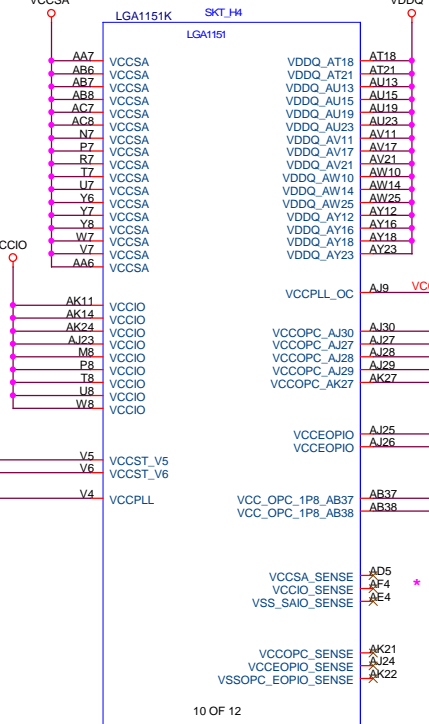 VCCSA
VDDQ
LGA1151K
SKT_H4
LGA1151
AA7 VCCSA VDDQ_AT18 AT18
AB6 VCCSA VDDQ_AT21 AT21
AB7 VCCSA VDDQ_AU13 AU13
AB8 VCCSA VDDQ_AU15 AU15
AC7 VCCSA VDDQ_AU19 AU19
AC8 VCCSA VDDQ_AU23 AU23
N7 VCCSA VDDQ_AV11 AV11
P7 VCCSA VDDQ_AV17 AV17
R7 VCCSA VDDQ_AV21 AV21
T7 VCCSA VDDQ_AW10 AW10
U7 VCCSA VDDQ_AW14 AW14
Y6 VCCSA VDDQ_AW25 AW25
Y7 VCCSA VDDQ_AY12 AY12
Y8 VCCSA VDDQ_AY16 AY16
W7 VCCSA VDDQ_AY18 AY18
V7 VCCSA VDDQ_AY23 AY23
AA6 VCCSA
CCIO
VCCPLL_OC AJ9 VCC
AK11 VCCIO
AK14 VCCIO
AK24 VCCIO VCCOPC_AJ30 AJ30
AJ23 VCCIO VCCOPC_AJ27 AJ27
M8 VCCIO VCCOPC_AJ28 AJ28
P8 VCCIO VCCOPC_AJ29 AJ29
T8 VCCIO VCCOPC_AK27 AK27
U8 VCCIO
W8 VCCIO
VCCEOPIO AJ25
VCCEOPIO AJ26
V5 VCCST_V5
V6 VCCST_V6
V4 VCCPLL VCC_OPC_1P8_AB37 AB37
VCC_OPC_1P8_AB38 AB38
VCCSA_SENSE AD5
VCCIO_SENSE AF4 *
VSS_SAIO_SENSE AE4
VCCOPC_SENSE AK21
VCCEOPIO_SENSE AJ24
VSSOPC_EOPIO_SENSE AK22
10 OF 12